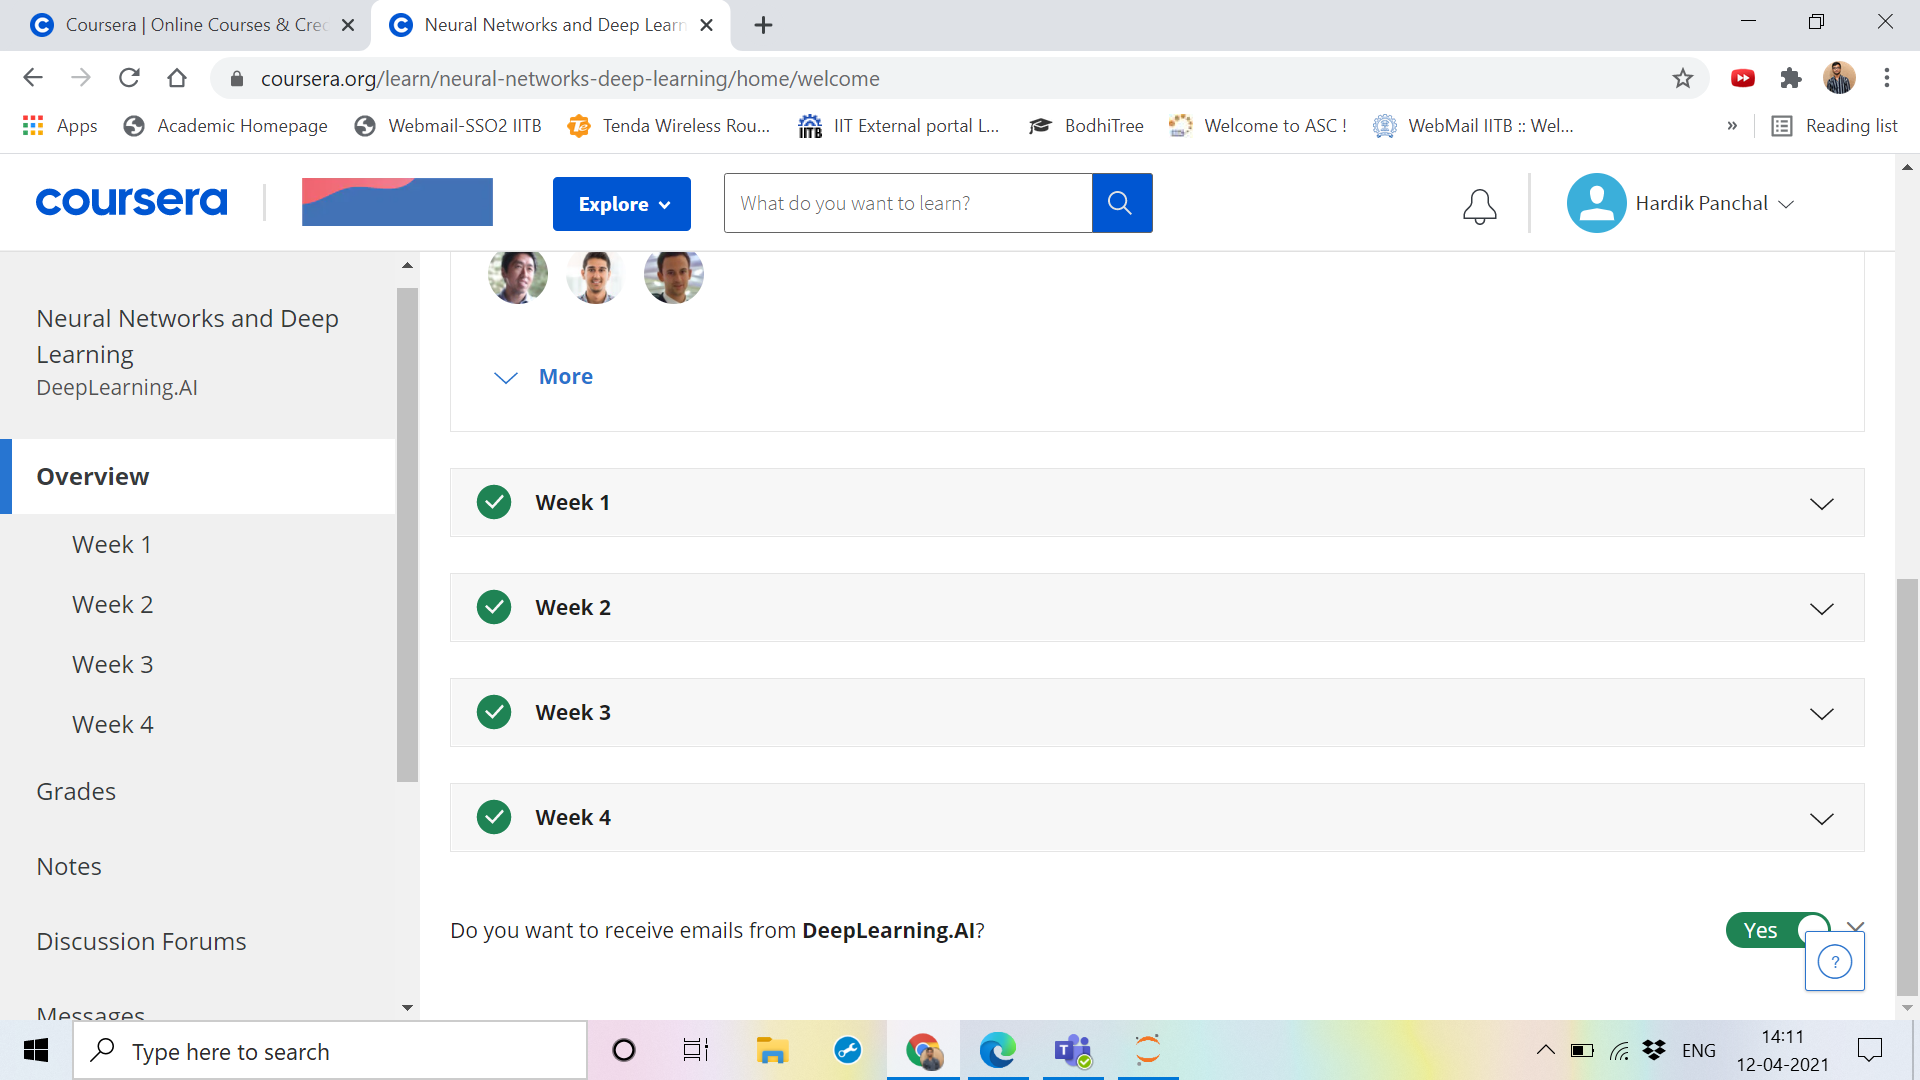 Coursera | Online Courses & Cre
Neural Networks and Deep Learn
coursera.org/learn/neural-networks-deep-learning/home/welcome
Apps
Academic Homepage
Webmail-SSO2 IITB
Tenda Wireless Rou...
IITB
IIT External portal L...
BodhiTree
Welcome to ASC !
WebMail IITB :: Wel...
»
Reading list
coursera
Explore
What do you want to learn?
Hardik Panchal
Neural Networks and Deep
Learning
DeepLearning.AI
Overview
Week 1
Week 2
Week 3
Week 4
Grades
Notes
Discussion Forums
Messages
More
Week 1
Week 2
Week 3
Week 4
Do you want to receive emails from DeepLearning.AI?
Yes
?
Type here to search
ENG
14:11
12-04-2021